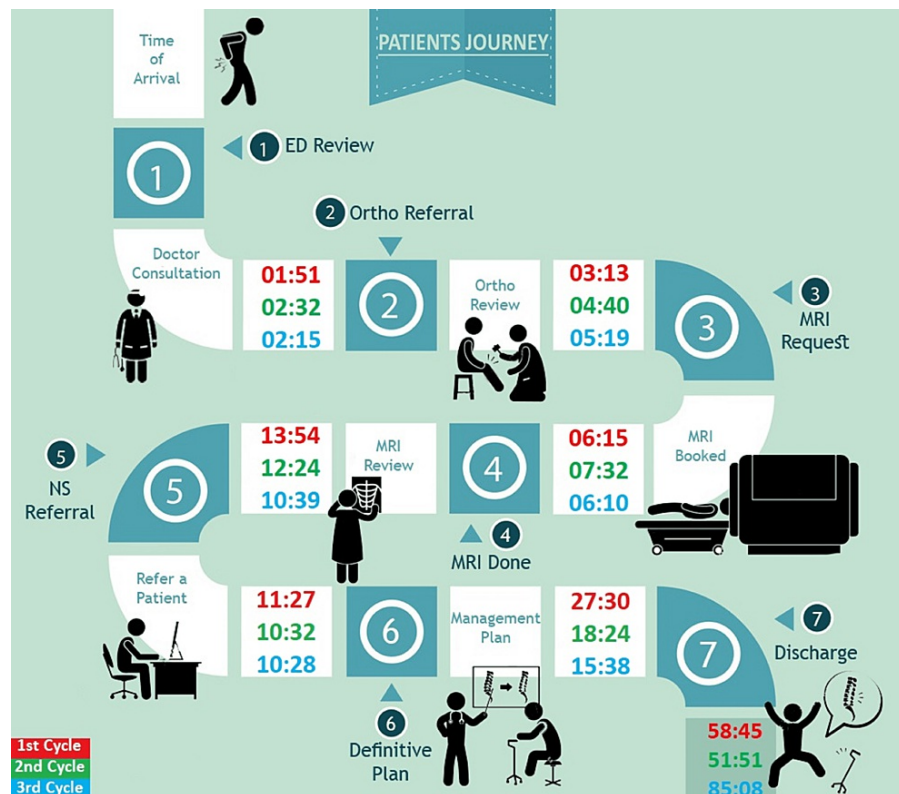 PATIENTS JOURNEY
Time
of
Arrival
1
1 ED Review
Doctor
Consultation
01:51
02:32
02:15
2 Ortho Referral
2
Ortho
Review
03:13
04:40
05:19
3
3
MRI
Request
MRI
Booked
06:15
07:32
06:10
4
4
MRI Done
MRI
Review
13:54
12:24
10:39
5
5
NS
Referral
Refer a
Patient
11:27
10:32
10:28
6
6
Definitive
Plan
Management
Plan
27:30
18:24
15:38
7
7
Discharge
58:45
51:51
85:08
1st Cycle
2nd Cycle
3rd Cycle